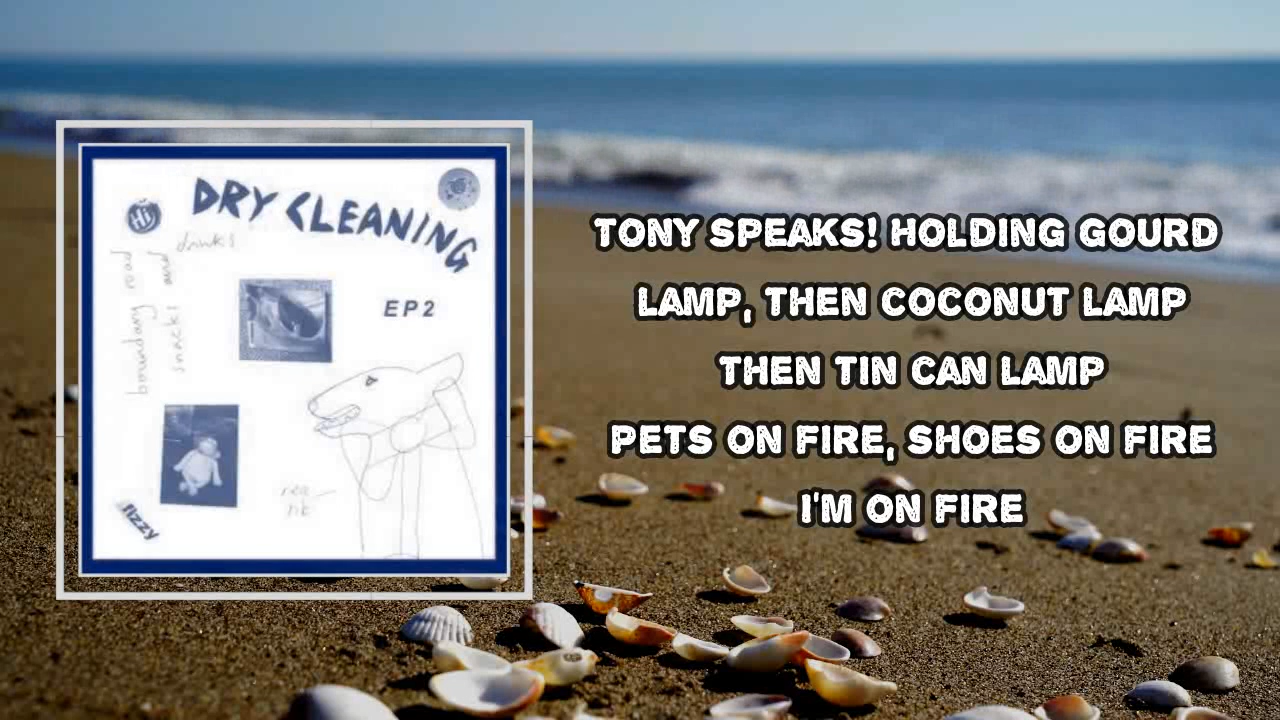 Hi
DRY CLEANING
drinks
and
snacks
boundary road
EP2
fizzy
TONY SPEAKS! HOLDING GOURD
LAMP, THEN COCONUT LAMP
THEN TIN CAN LAMP
PETS ON FIRE, SHOES ON FIRE
I'M ON FIRE